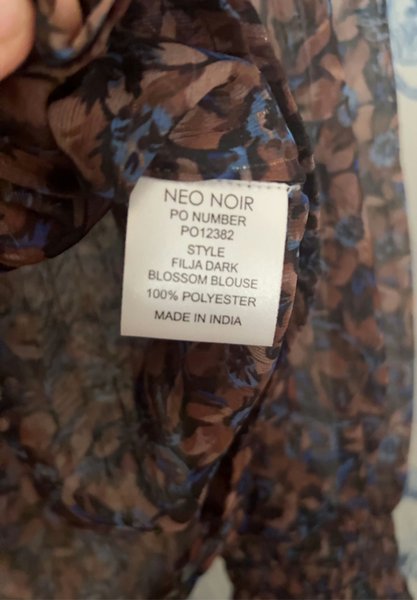 NEO NOIR
PO NUMBER
PO12382
STYLE
FILJA DARK
BLOSSOM BLOUSE
100% POLYESTER
MADE IN INDIA